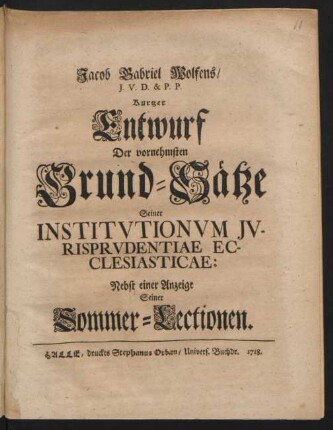 Jacob Gabriel Wolfens/
J. V. D. & P. P.
Kurtzer
Entwurf
Der vornehmsten
Grund-Sätze
Seiner
INSTITVTIONVM JV-
RISPRVDENTIAE EC-
CLESIASTICAE:
Nebst einer Anzeige
Seiner
Sommer-Lectionen.
HALLE, druckts Stephanus Orban/ Univers. Buchdr. 1718.